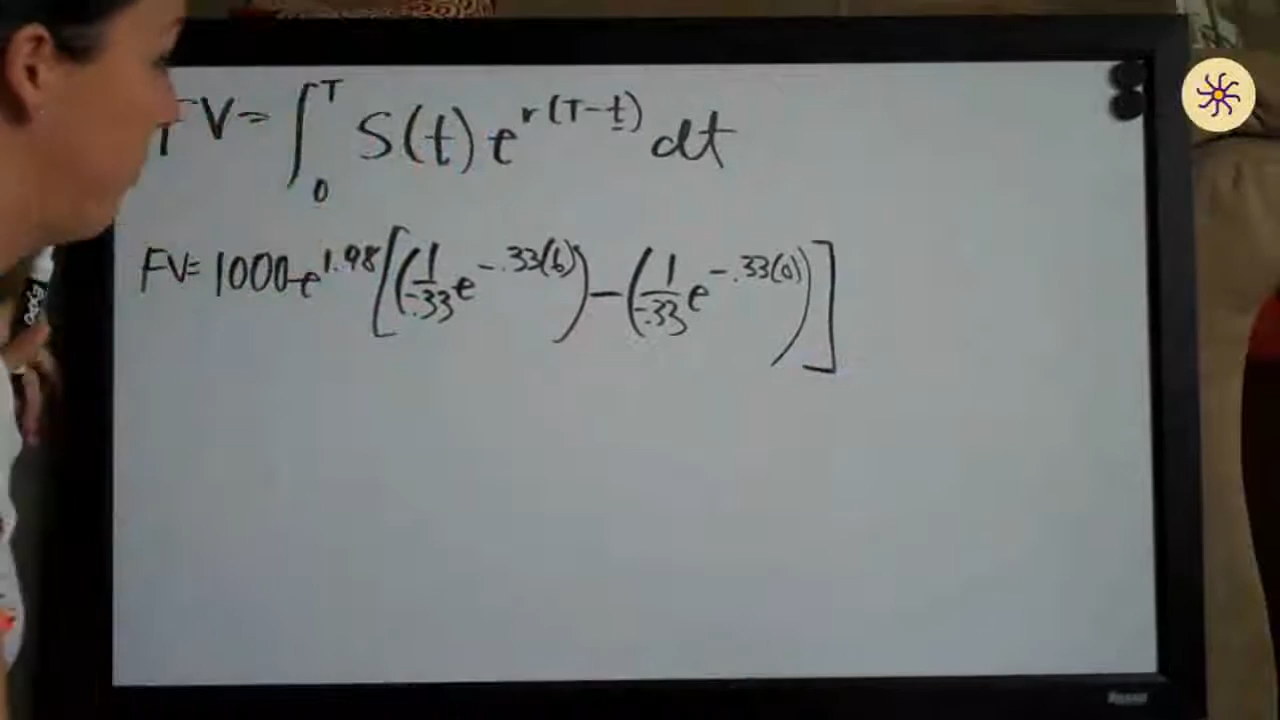 FV = ∫₀ᵀ S(t) e^{r(T-t)} dt
FV = 1000e^{1.98} [(1/-.33 e^{-.33(6)}) - (1/-.33 e^{-.33(0)})]